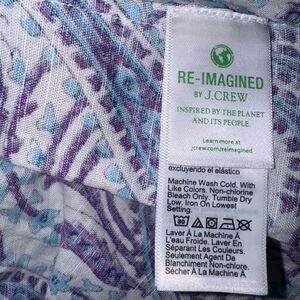 RE-IMAGINED
BY J.CREW
INSPIRED BY THE PLANET
AND ITS PEOPLE.
Learn more at
jcrew.com/reimagined
excluyendo el elástico
Machine Wash Cold. With
Like Colors. Non-chlorine
Bleach Only. Tumble Dry
Low. Iron On Lowest
Setting.
Laver À La Machine À
L'eau Froide. Laver En
Séparant Les Couleurs.
Seulement Agent De
Blanchiment Non-chlor.
Sécher À La Machine À